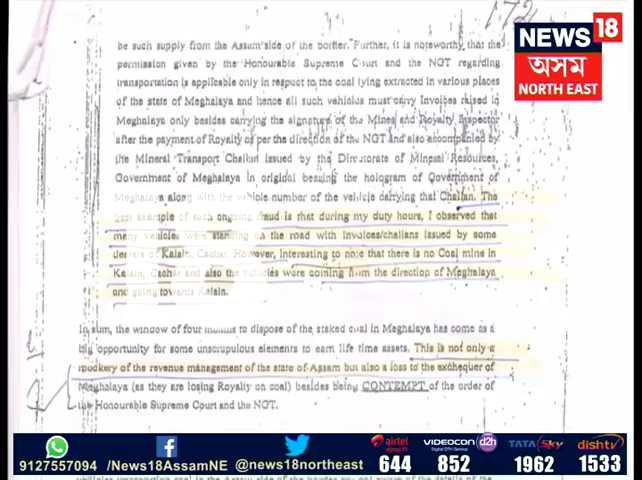 172
NEWS 18
অসম
NORTH EAST
be such supply from the Assam side of the border. Further, it is noteworthy that the
permission given by the Honourable Supreme Court and the NGT regarding
transportation is applicable only in respect to the coal lying extracted in various places
of the state of Meghalaya and hence all such vehicles must carry Invoices raised in
Meghalaya only besides carrying the signature of the Mines and Royalty Inspector
after the payment of Royalty as per the direction of the NGT and also accompanied by
the Mineral Transport Challan issued by the Directorate of Mineral Resources,
Government of Meghalaya in original bearing the hologram of Government of
Meghalaya along with the vehicle number of the vehicle carrying that Challan. The
best example of such ongoing fraud is that during my duty hours, I observed that
many vehicles were standing on the road with invoices/challans issued by some
dealers of Kalain, Cachar. However, interesting to note that there is no Coal mine in
Kalain, Cachar and also the vehicles were coming from the direction of Meghalaya
and going towards Kalain.
In sum, the window of four months to dispose of the staked coal in Meghalaya has come as a
big opportunity for some unscrupulous elements to earn life time assets. This is not only a
mockery of the revenue management of the state of Assam but also a loss to the exchequer of
Meghalaya (as they are losing Royalty on coal) besides being CONTEMPT of the order of
the Honourable Supreme Court and the NGT.
9127557094 /News18AssamNE @news18northeast
airtel digital TV 644 VIDEOCON d2h 852 TATA Sky 1962 dishtv 1533